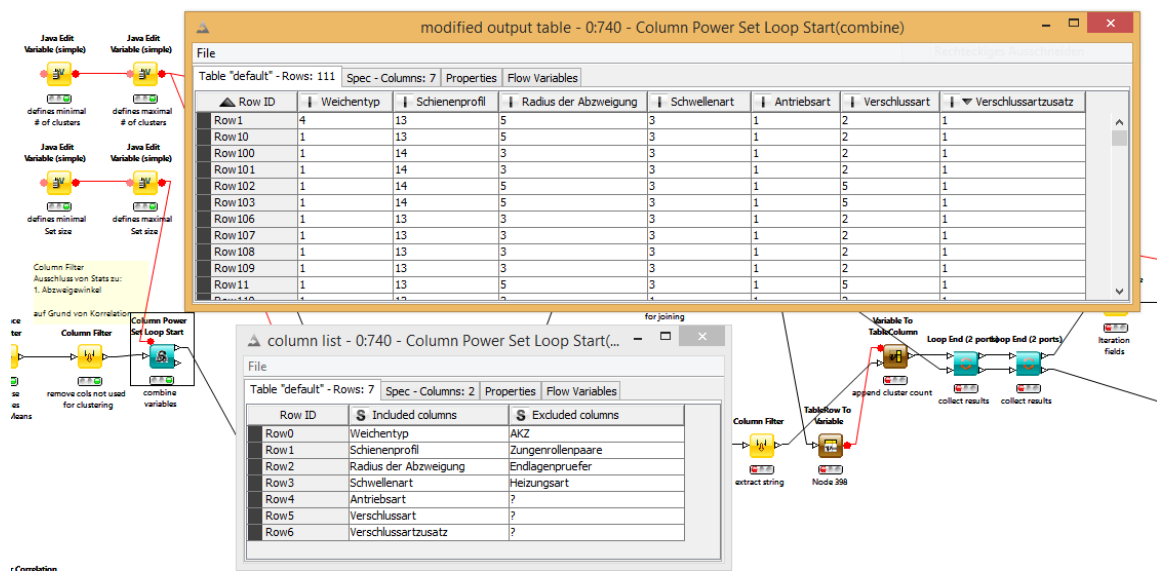 Java Edit
Variable (simple)
defines minimal
# of clusters
Java Edit
Variable (simple)
defines maximal
# of clusters
Java Edit
Variable (simple)
defines minimal
Set size
Java Edit
Variable (simple)
defines maximal
Set size
modified output table - 0:740 - Column Power Set Loop Start(combine)
File
Rechteckiges Ausschneiden
Table "default" - Rows: 111 Spec - Columns: 7 Properties Flow Variables
Row ID Weichentyp Schienenprofil Radius der Abzweigung Schwellenart Antriebsart Verschlussart Verschlussartzusatz
Row1 4 13 5 3 1 2 1
Row10 1 13 5 3 1 2 1
Row100 1 14 3 3 1 2 1
Row101 1 14 3 3 1 2 1
Row102 1 14 5 3 1 5 1
Row103 1 14 5 3 1 5 1
Row106 1 13 3 3 1 2 1
Row107 1 13 3 3 1 2 1
Row108 1 13 3 3 1 2 1
Row109 1 13 3 3 1 2 1
Row11 1 13 5 3 1 5 1
Column Filter
Ausschluss von Stats zu:
1. Abzweigewinkel
auf Grund von Korrelation
Column Filter
remove cols not used
for clustering
Column Power
Set Loop Start
combine
variables
for joining
column list - 0:740 - Column Power Set Loop Start(...
File
Table "default" - Rows: 7 Spec - Columns: 2 Properties Flow Variables
Row ID S Included columns S Excluded columns
Row0 Weichentyp AKZ
Row1 Schienenprofil Zungenrollenpaare
Row2 Radius der Abzweigung Endlagenpruefer
Row3 Schwellenart Heizungsart
Row4 Antriebsart ?
Row5 Verschlussart ?
Row6 Verschlussartzusatz ?
Variable To
TableColumn
append cluster count
Loop End (2 ports)
collect results
Loop End (2 ports)
collect results
Iteration
fields
Column Filter
extract string
TableRow To
Variable
Node 398
Correlation